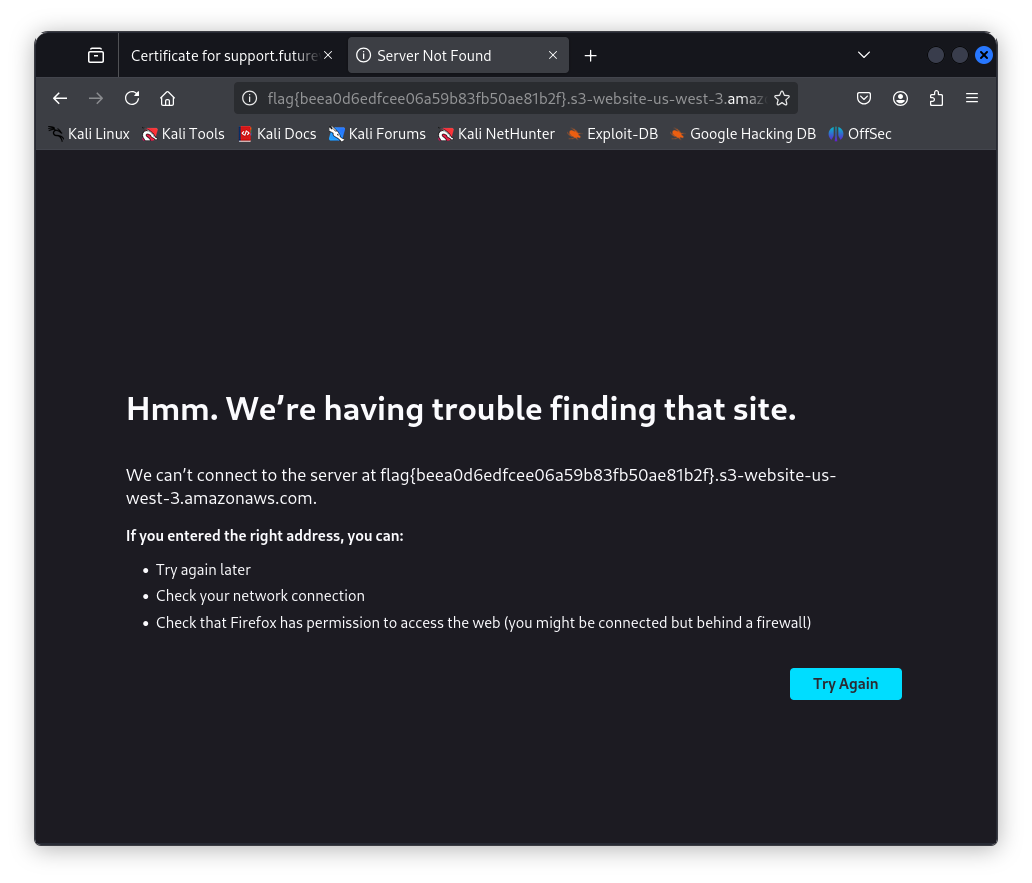 Certificate for support.future
Server Not Found
flag{beea0d6edfcee06a59b83fb50ae81b2f}.s3-website-us-west-3.amaz
Kali Linux
Kali Tools
Kali Docs
Kali Forums
Kali NetHunter
Exploit-DB
Google Hacking DB
OffSec
Hmm. We’re having trouble finding that site.
We can’t connect to the server at flag{beea0d6edfcee06a59b83fb50ae81b2f}.s3-website-us-
west-3.amazonaws.com.
If you entered the right address, you can:
Try again later
Check your network connection
Check that Firefox has permission to access the web (you might be connected but behind a firewall)
Try Again